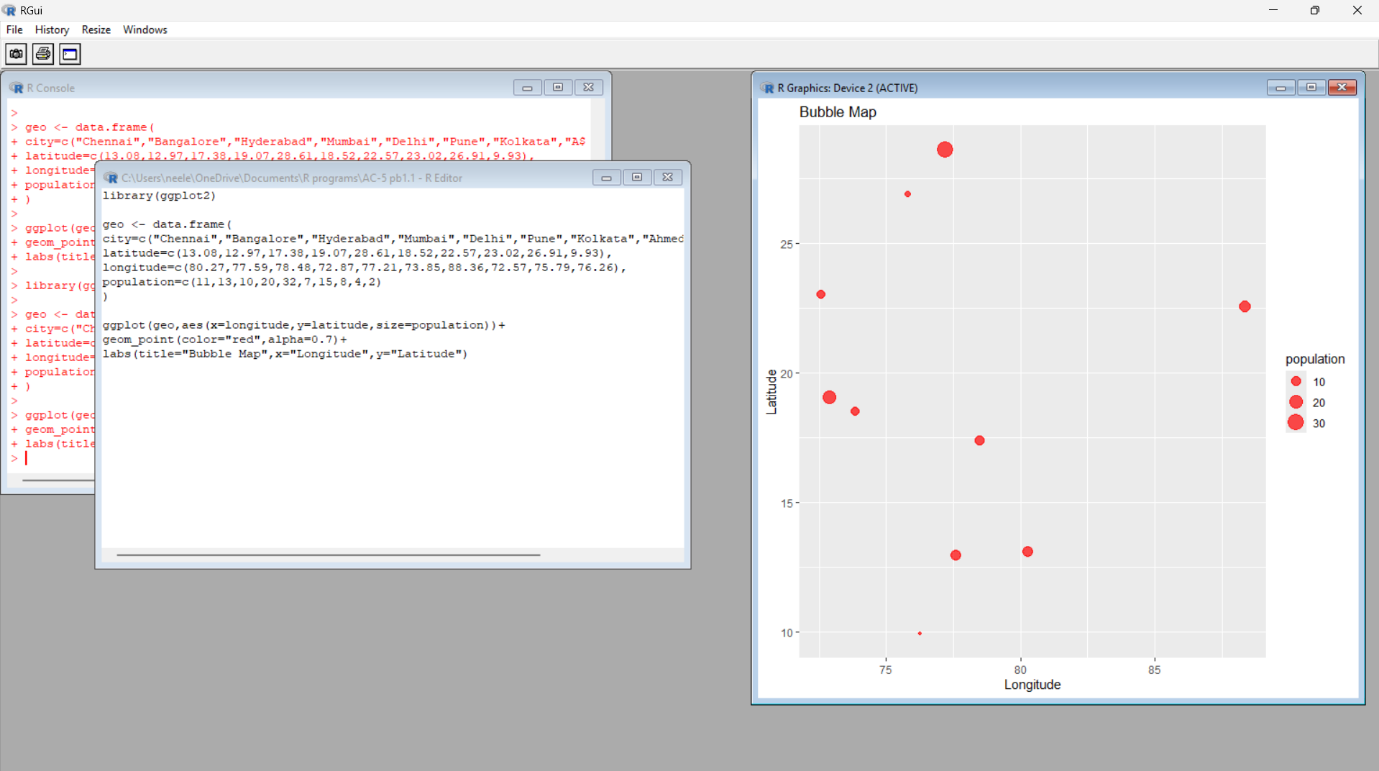 RGui
File History Resize Windows
R Console
>
> geo <- data.frame(
+ city=c("Chennai","Bangalore","Hyderabad","Mumbai","Delhi","Pune","Kolkata","A$
+ latitude=c(13.08,12.97,17.38,19.07,28.61,18.52,22.57,23.02,26.91,9.93),
+ longitude=
+ population
+ )
>
> ggplot(geo
+ geom_point
+ labs(title
>
> library(gg
>
> geo <- dat
+ city=c("Ch
+ latitude=c
+ longitude=
+ population
+ )
>
> ggplot(geo
+ geom_point
+ labs(title
>
C:\Users\neele\OneDrive\Documents\R programs\AC-5 pb1.1 - R Editor
library(ggplot2)
geo <- data.frame(
city=c("Chennai","Bangalore","Hyderabad","Mumbai","Delhi","Pune","Kolkata","Ahmed
latitude=c(13.08,12.97,17.38,19.07,28.61,18.52,22.57,23.02,26.91,9.93),
longitude=c(80.27,77.59,78.48,72.87,77.21,73.85,88.36,72.57,75.79,76.26),
population=c(11,13,10,20,32,7,15,8,4,2)
)
ggplot(geo,aes(x=longitude,y=latitude,size=population))+
geom_point(color="red",alpha=0.7)+
labs(title="Bubble Map",x="Longitude",y="Latitude")
R Graphics: Device 2 (ACTIVE)
Bubble Map
25
20
15
10
Latitude
75 80 85
Longitude
population
10
20
30